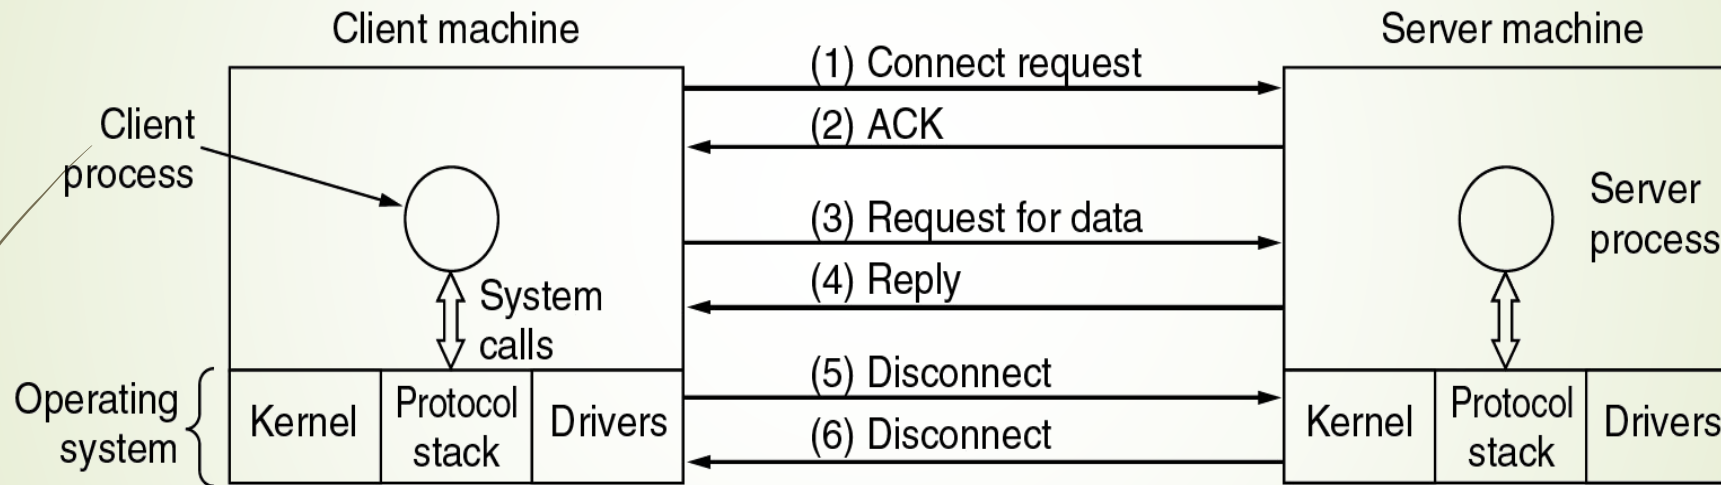 Client machine
Server machine
(1) Connect request
(2) ACK
Client
process
(3) Request for data
Server
process
(4) Reply
System
calls
(5) Disconnect
Operating
system
Kernel
Protocol
stack
Drivers
(6) Disconnect
Kernel
Protocol
stack
Drivers